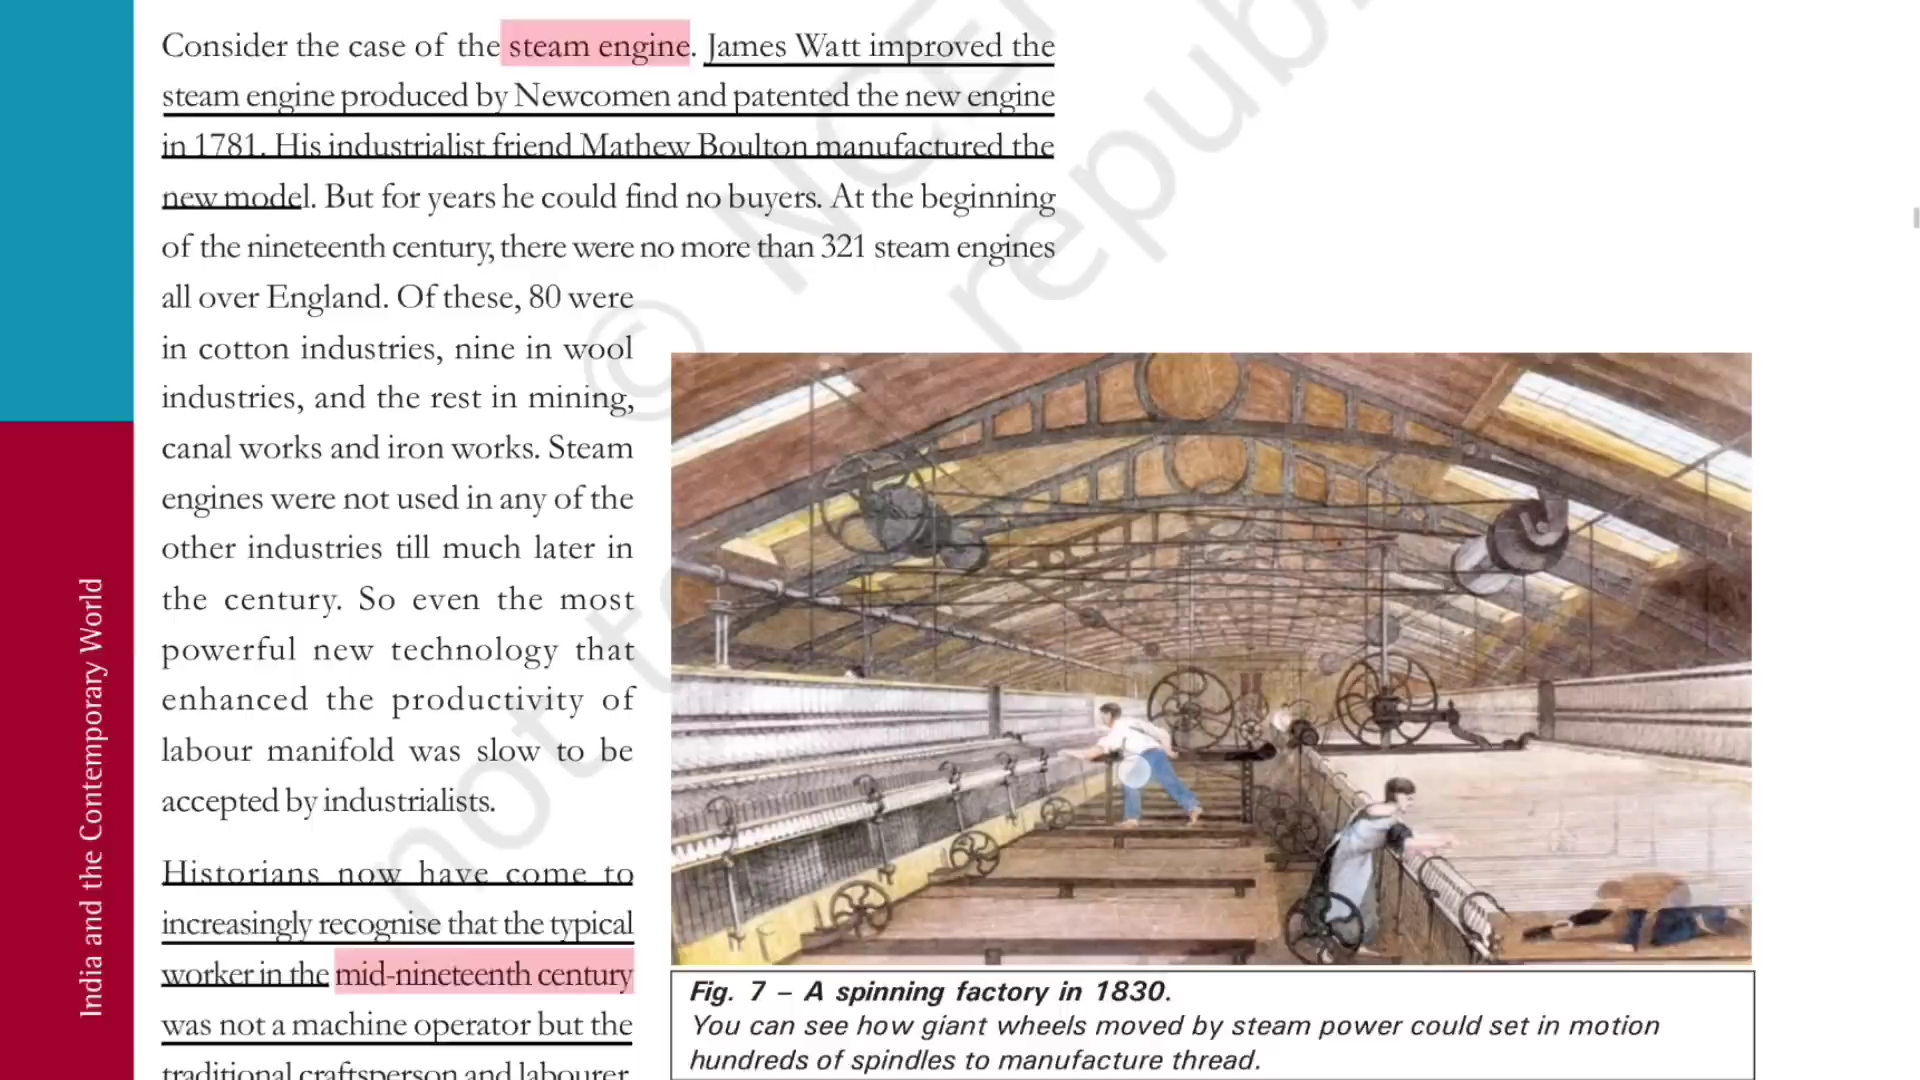 Consider the case of the steam engine. James Watt improved the
steam engine produced by Newcomen and patented the new engine
in 1781. His industrialist friend Mathew Boulton manufactured the
new model. But for years he could find no buyers. At the beginning
of the nineteenth century, there were no more than 321 steam engines
all over England. Of these, 80 were
in cotton industries, nine in wool
industries, and the rest in mining,
canal works and iron works. Steam
engines were not used in any of the
other industries till much later in
the century. So even the most
powerful new technology that
enhanced the productivity of
labour manifold was slow to be
accepted by industrialists.
Historians now have come to
increasingly recognise that the typical
worker in the mid-nineteenth century
was not a machine operator but the
traditional craftsperson and labourer.
Fig. 7 – A spinning factory in 1830.
You can see how giant wheels moved by steam power could set in motion
hundreds of spindles to manufacture thread.
India and the Contemporary World
©
not to
republ